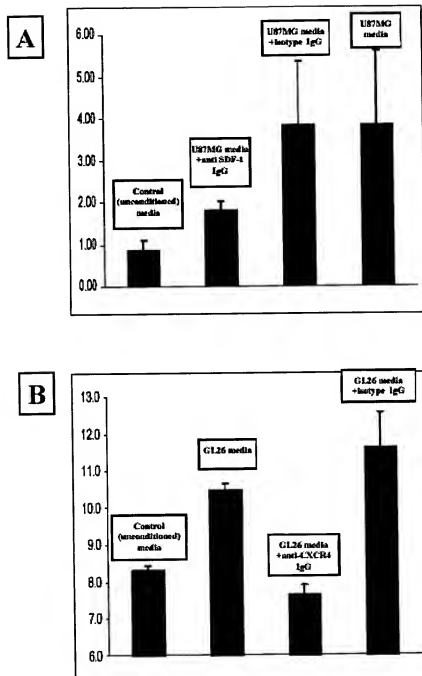 A
6.00
5.00
4.00
3.00
2.00
1.00
0.00
Control
(unconditioned)
media
U87MG media
+anti SDF-1
IgG
U87MG media
+Isotype IgG
U87MG
media
B
13.0
12.0
11.0
10.0
9.0
8.0
7.0
6.0
Control
(unconditioned)
media
GL26 media
GL26 media
+anti-CXCR4
IgG
GL26 media
+Isotype IgG